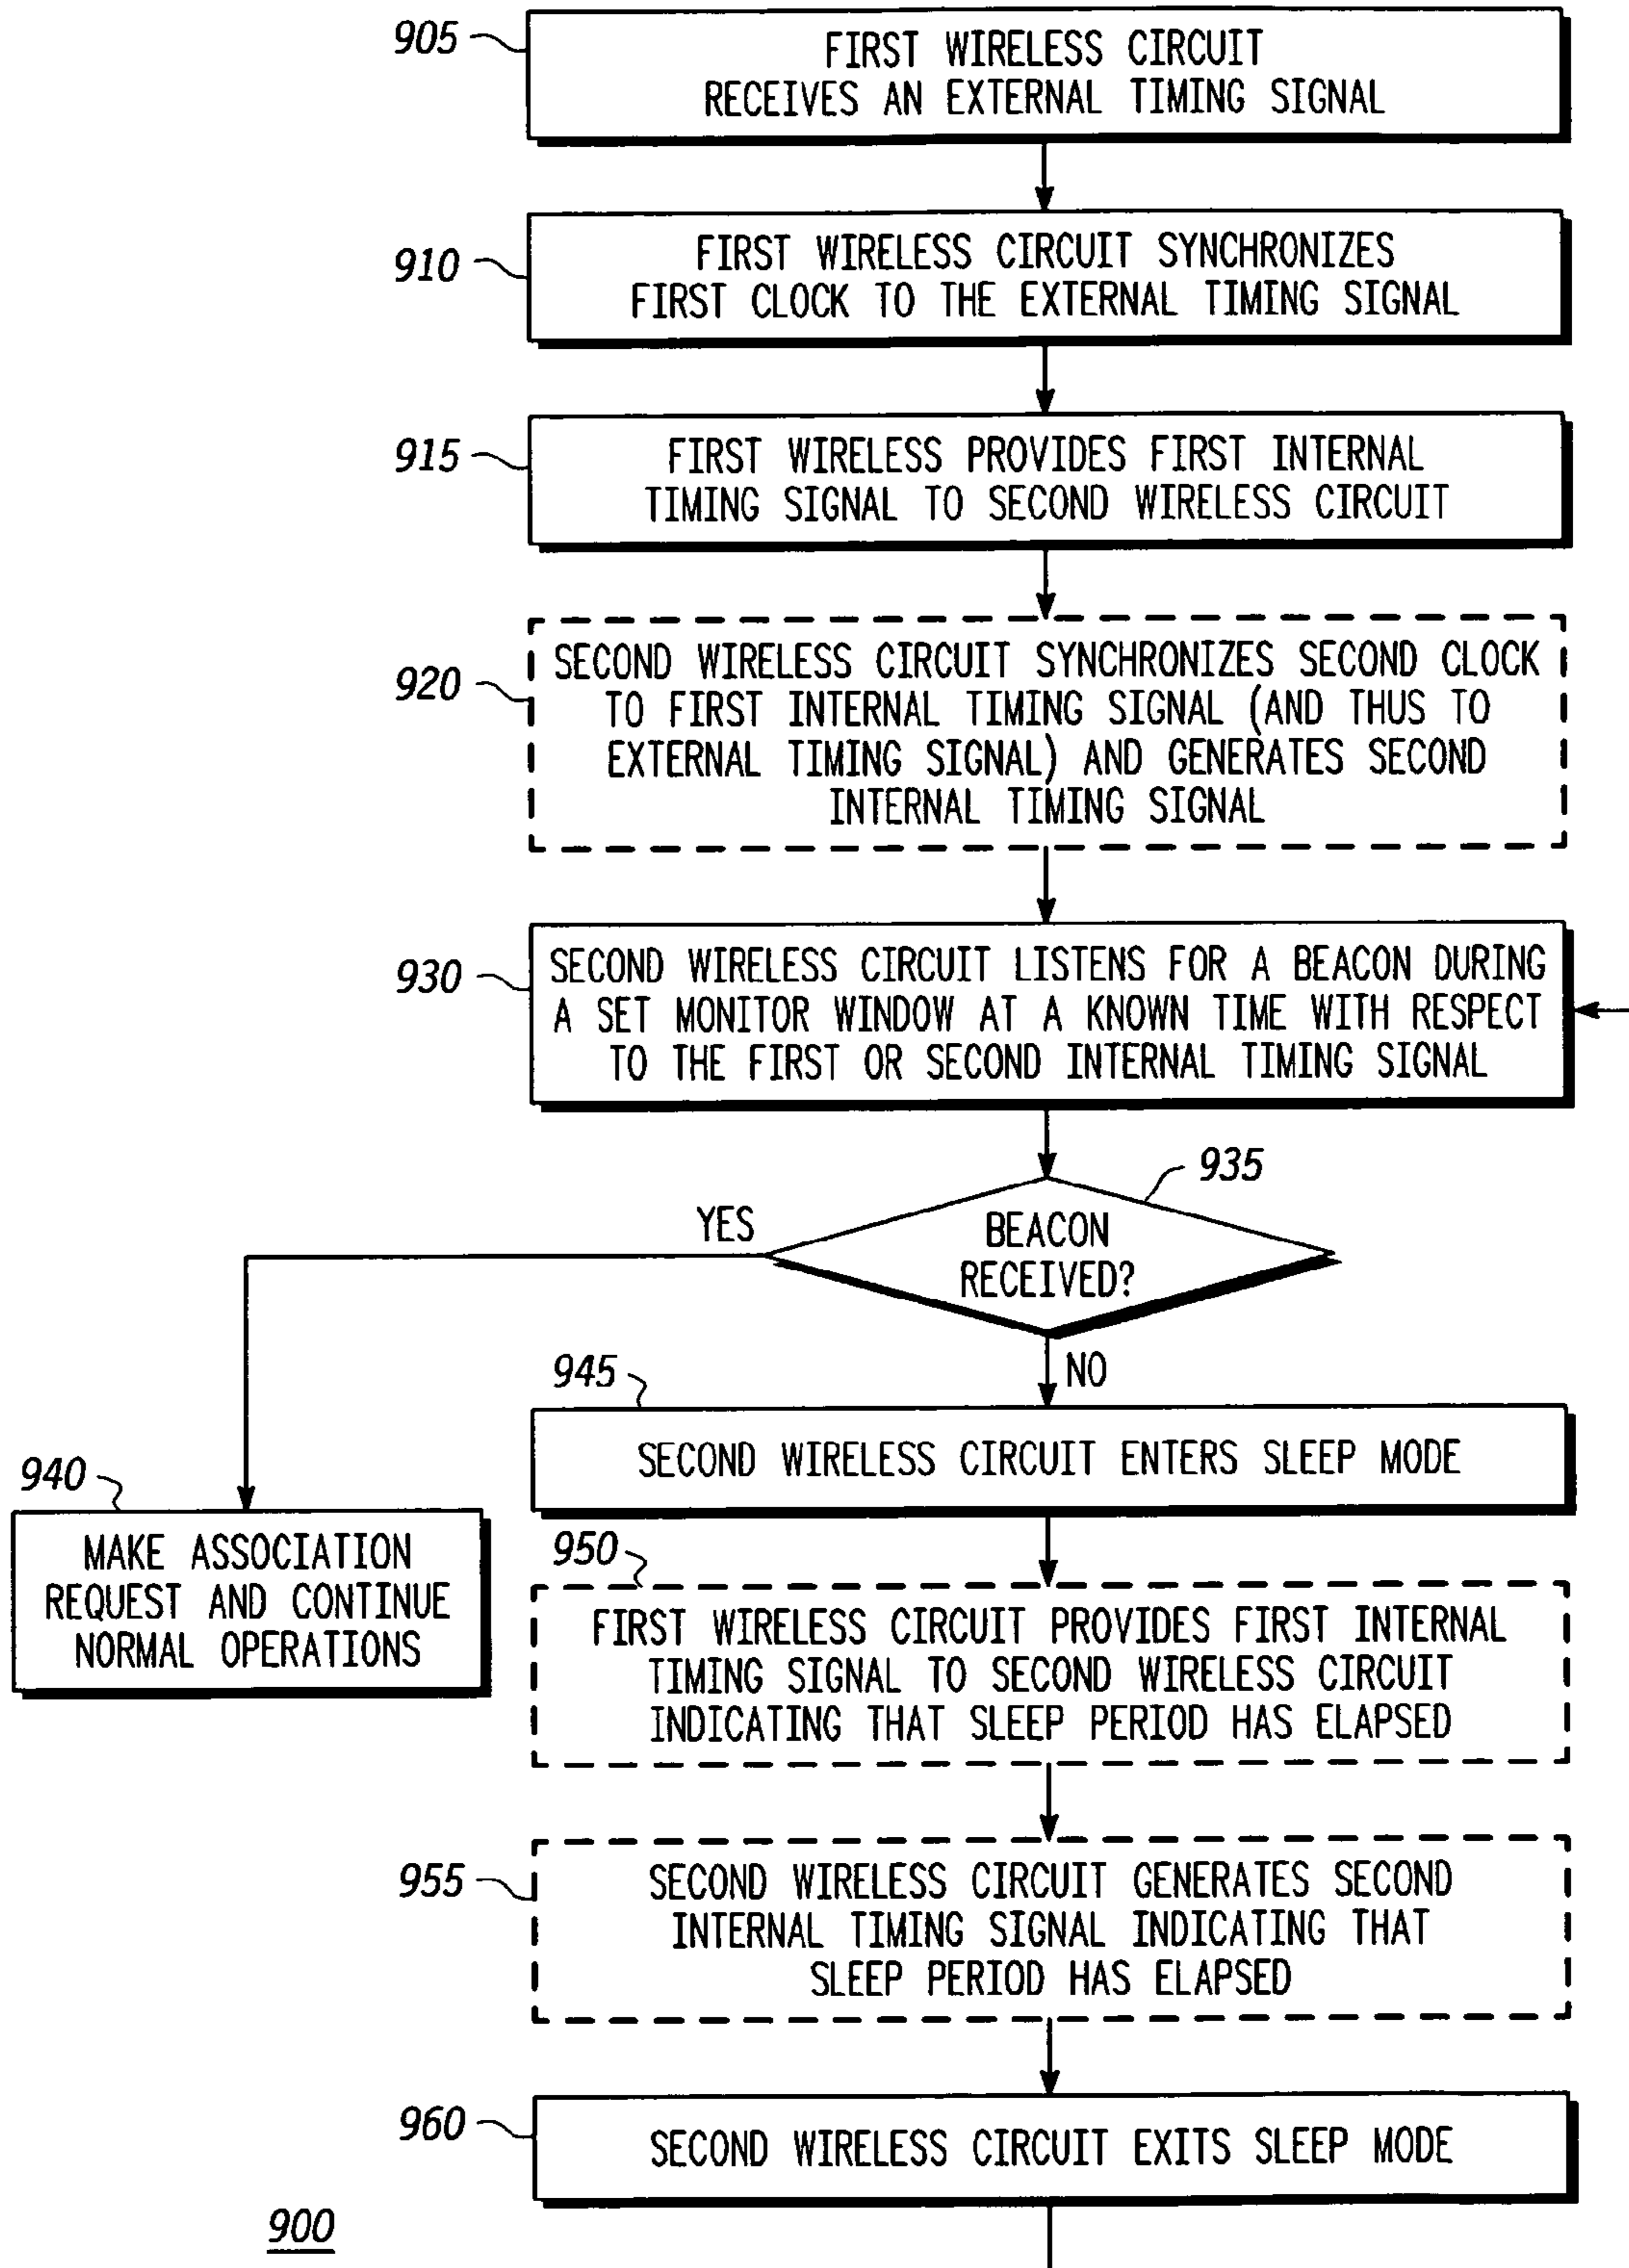 905
FIRST WIRELESS CIRCUIT
RECEIVES AN EXTERNAL TIMING SIGNAL
910
FIRST WIRELESS CIRCUIT SYNCHRONIZES
FIRST CLOCK TO THE EXTERNAL TIMING SIGNAL
915
FIRST WIRELESS PROVIDES FIRST INTERNAL
TIMING SIGNAL TO SECOND WIRELESS CIRCUIT
920
SECOND WIRELESS CIRCUIT SYNCHRONIZES SECOND CLOCK
TO FIRST INTERNAL TIMING SIGNAL (AND THUS TO
EXTERNAL TIMING SIGNAL) AND GENERATES SECOND
INTERNAL TIMING SIGNAL
930
SECOND WIRELESS CIRCUIT LISTENS FOR A BEACON DURING
A SET MONITOR WINDOW AT A KNOWN TIME WITH RESPECT
TO THE FIRST OR SECOND INTERNAL TIMING SIGNAL
935
BEACON
RECEIVED?
YES
NO
940
MAKE ASSOCIATION
REQUEST AND CONTINUE
NORMAL OPERATIONS
945
SECOND WIRELESS CIRCUIT ENTERS SLEEP MODE
950
FIRST WIRELESS CIRCUIT PROVIDES FIRST INTERNAL
TIMING SIGNAL TO SECOND WIRELESS CIRCUIT
INDICATING THAT SLEEP PERIOD HAS ELAPSED
955
SECOND WIRELESS CIRCUIT GENERATES SECOND
INTERNAL TIMING SIGNAL INDICATING THAT
SLEEP PERIOD HAS ELAPSED
960
SECOND WIRELESS CIRCUIT EXITS SLEEP MODE
900